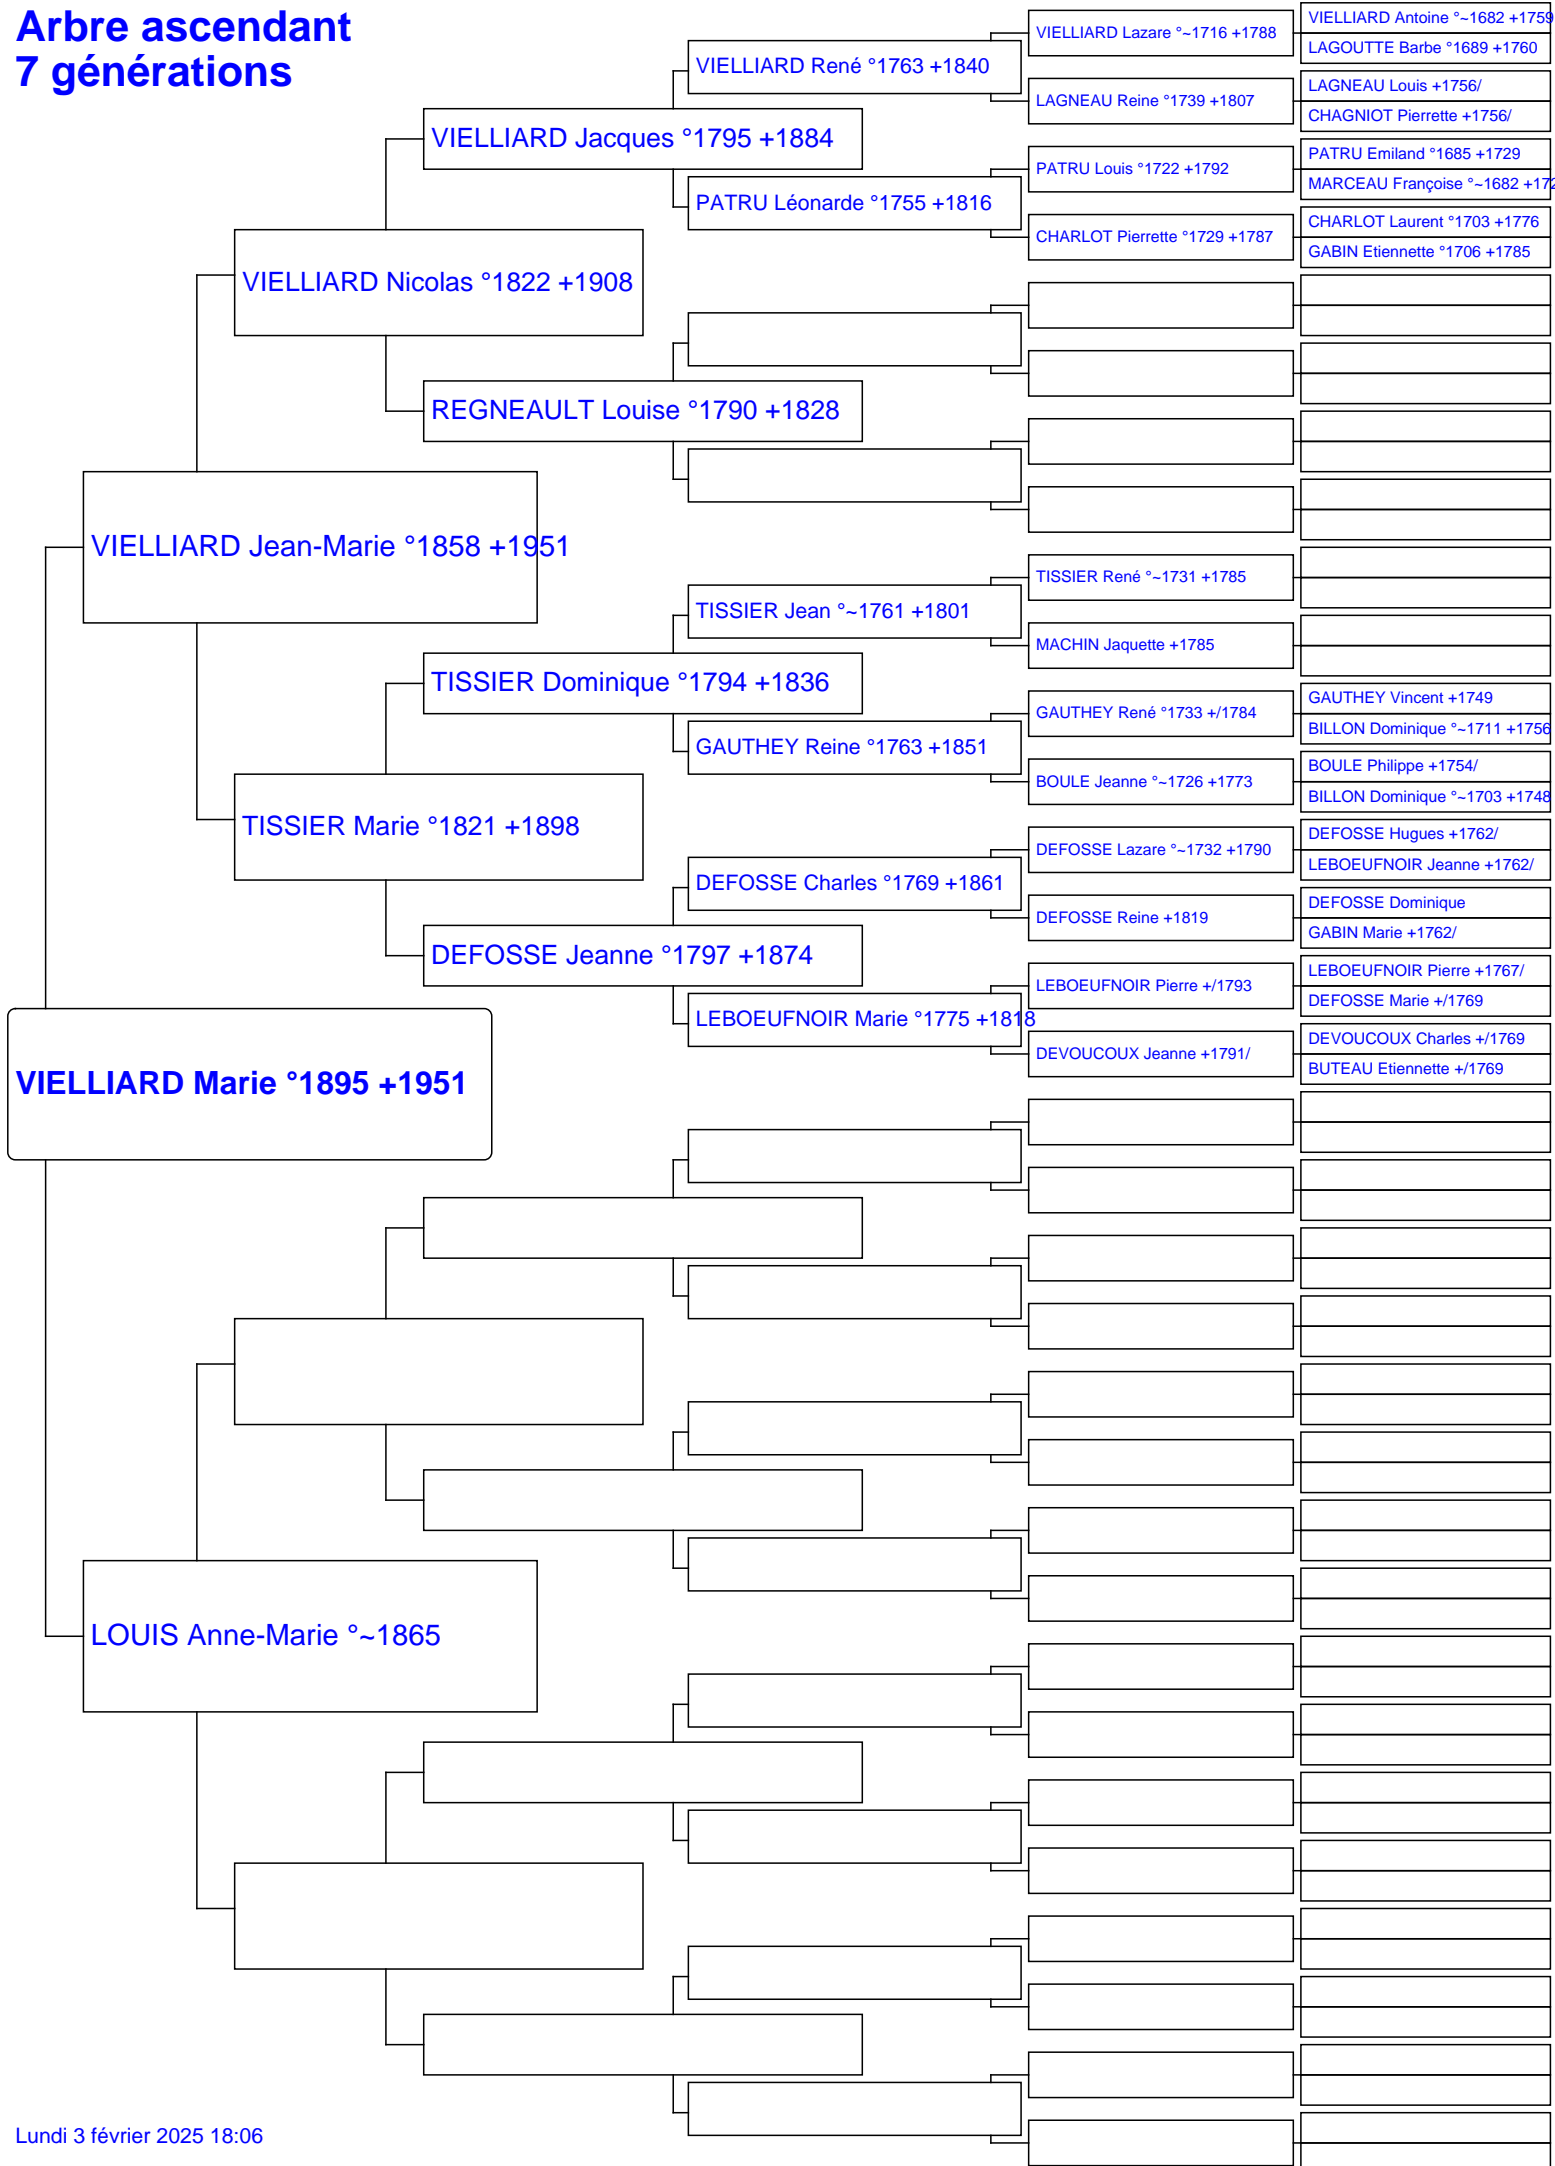 Arbre ascendant
7 générations
VIELLIARD Antoine °~1682 +1759
VIELLIARD Lazare °~1716 +1788
LAGOUTTE Barbe °1689 +1760
VIELLIARD René °1763 +1840
LAGNEAU Louis +1756/
LAGNEAU Reine °1739 +1807
CHAGNIOT Pierrette +1756/
VIELLIARD Jacques °1795 +1884
PATRU Emiland °1685 +1729
PATRU Louis °1722 +1792
MARCEAU Françoise °~1682 +172
PATRU Léonarde °1755 +1816
CHARLOT Laurent °1703 +1776
CHARLOT Pierrette °1729 +1787
GABIN Etiennette °1706 +1785
VIELLIARD Nicolas °1822 +1908
REGNEAULT Louise °1790 +1828
VIELLIARD Jean-Marie °1858 +1951
TISSIER René °~1731 +1785
TISSIER Jean °~1761 +1801
MACHIN Jaquette +1785
TISSIER Dominique °1794 +1836
GAUTHEY Vincent +1749
GAUTHEY René °1733 +/1784
BILLON Dominique °~1711 +1756
GAUTHEY Reine °1763 +1851
BOULE Philippe +1754/
BOULE Jeanne °~1726 +1773
BILLON Dominique °~1703 +1748
TISSIER Marie °1821 +1898
DEFOSSE Hugues +1762/
DEFOSSE Lazare °~1732 +1790
LEBOEUFNOIR Jeanne +1762/
DEFOSSE Charles °1769 +1861
DEFOSSE Dominique
DEFOSSE Reine +1819
GABIN Marie +1762/
DEFOSSE Jeanne °1797 +1874
LEBOEUFNOIR Pierre +1767/
LEBOEUFNOIR Pierre +/1793
DEFOSSE Marie +/1769
LEBOEUFNOIR Marie °1775 +1818
DEVOUCOUX Charles +/1769
DEVOUCOUX Jeanne +1791/
BUTEAU Etiennette +/1769
VIELLIARD Marie °1895 +1951
LOUIS Anne-Marie °~1865
Lundi 3 février 2025 18:06